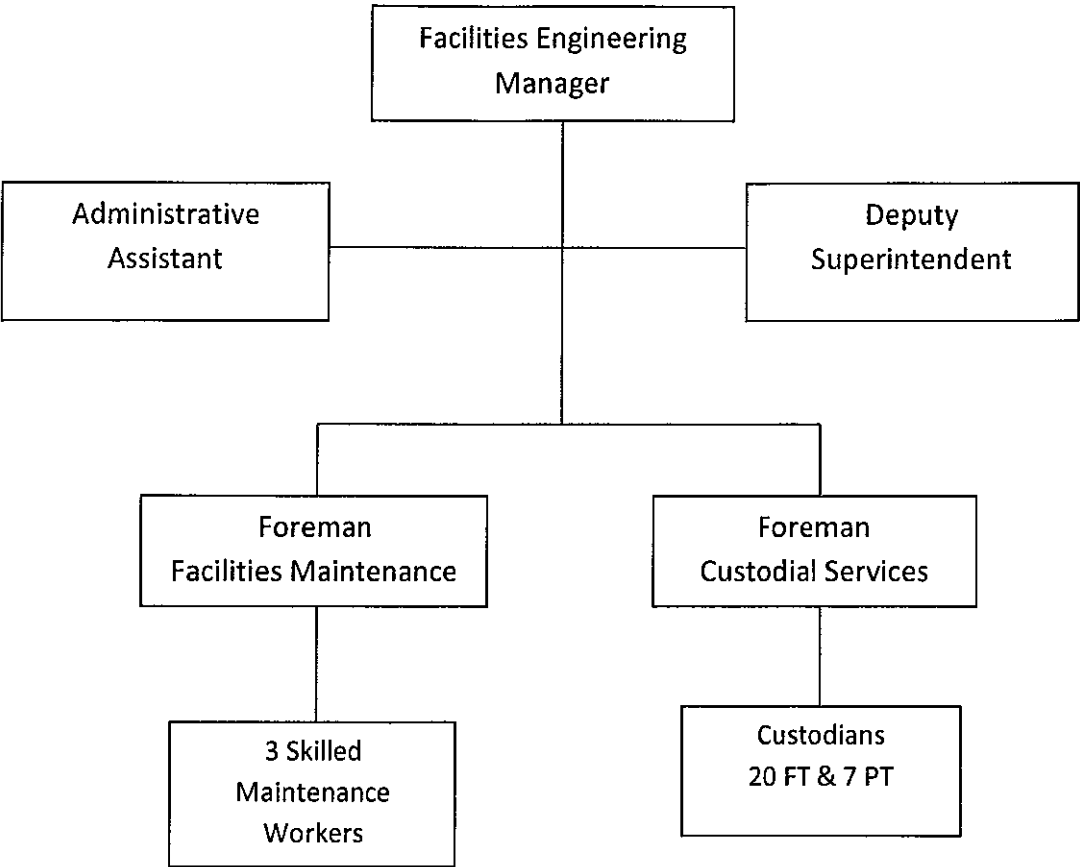 Facilities Engineering
Manager
Administrative
Assistant
Deputy
Superintendent
Foreman
Facilities Maintenance
Foreman
Custodial Services
3 Skilled
Maintenance
Workers
Custodians
20 FT & 7 PT